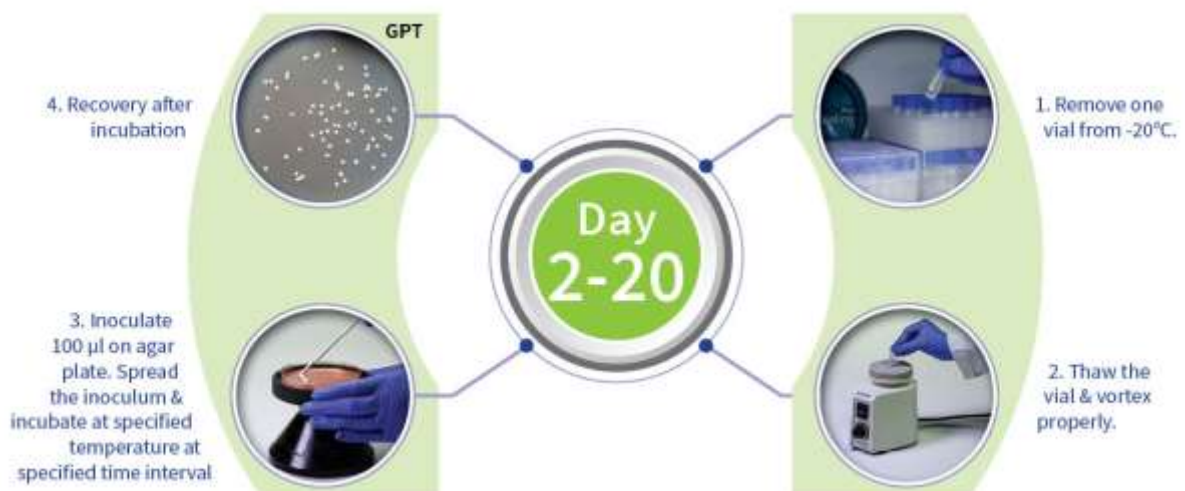 GPT
4. Recovery after
incubation
1. Remove one
vial from -20°C.
Day
2-20
3. Inoculate
100 µl on agar
plate. Spread
the inoculum &
incubate at specified
temperature at
specified time interval
2. Thaw the
vial & vortex
properly.